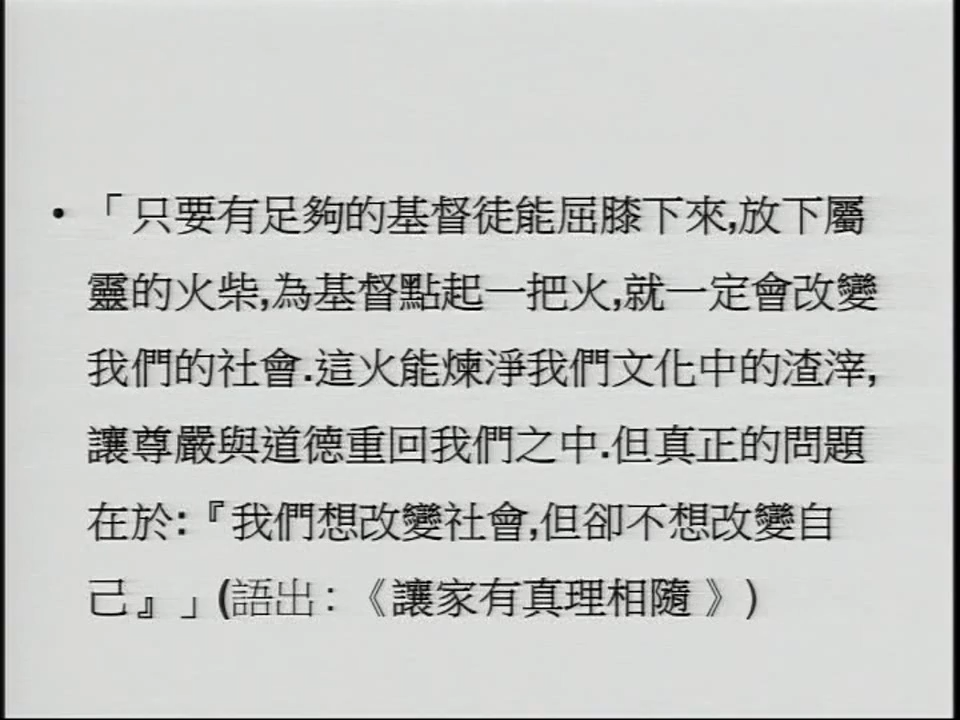 •「只要有足夠的基督徒能屈膝下來,放下屬
靈的火柴,為基督點起一把火,就一定會改變
我們的社會.這火能煉淨我們文化中的渣滓,
讓尊嚴與道德重回我們之中.但真正的問題
在於:『我們想改變社會,但卻不想改變自
己』」(語出:《讓家有真理相隨 》)